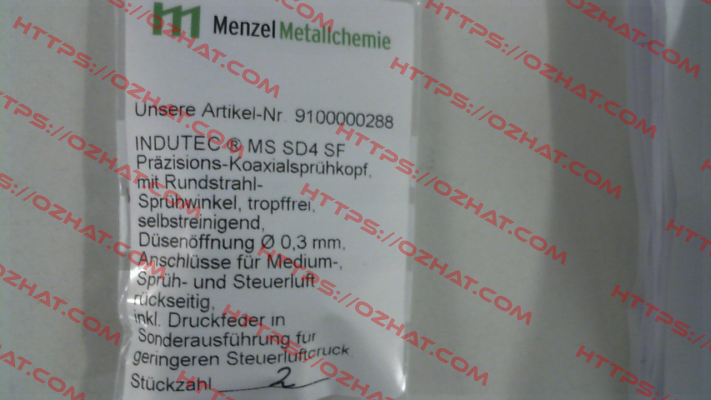 m Menzel Metallchemie
Unsere Artikel-Nr. 9100000288
INDUTEC ® MS SD4 SF
Präzisions-Koaxialsprühkopf,
mit Rundstrahl-
Sprühwinkel, tropffrei,
selbstreinigend,
Düsenöffnung Ø 0,3 mm,
Anschlüsse für Medium-,
Sprüh- und Steuerluft
rückseitig,
inkl. Druckfeder in
Sonderausführung für
geringeren Steuerluftdruck
Stückzahl 2
HTTPS://OZHAT.COM